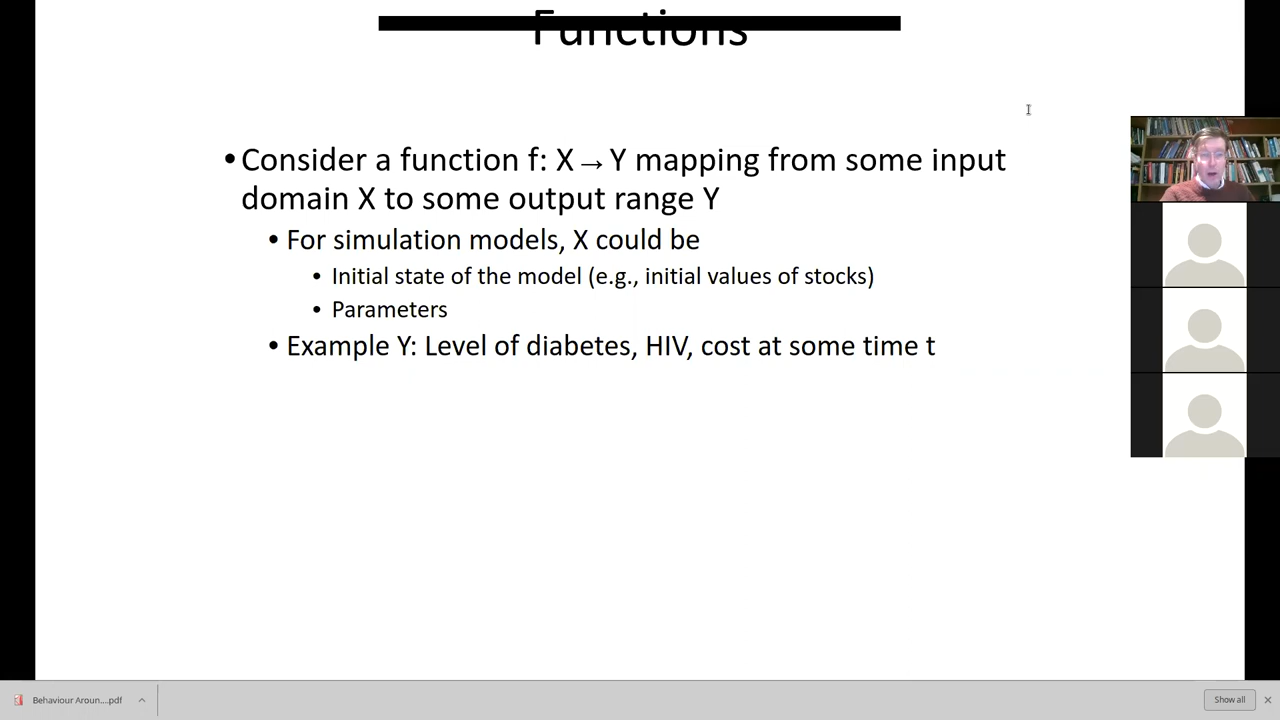 Functions
•Consider a function f: X→Y mapping from some input
domain X to some output range Y
• For simulation models, X could be
• Initial state of the model (e.g., initial values of stocks)
• Parameters
• Example Y: Level of diabetes, HIV, cost at some time t
Behaviour Aroun....pdf
Show all